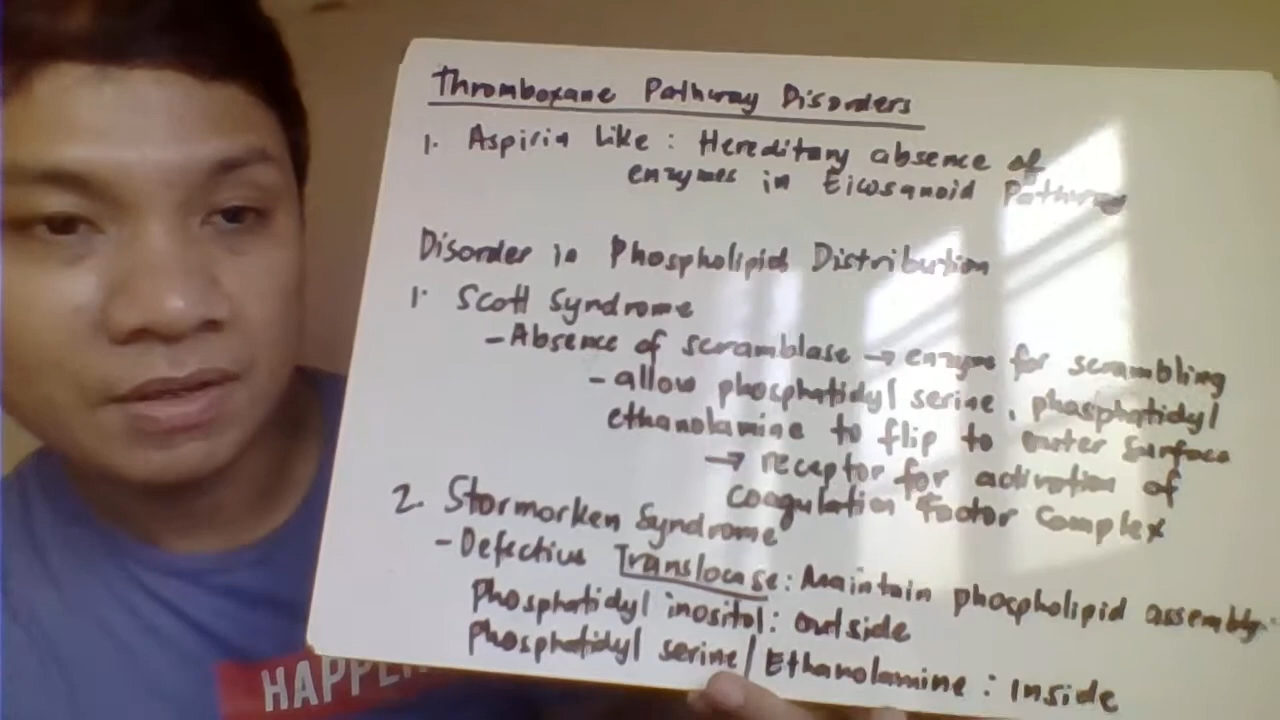 Thromboxane Pathway Disorders
1. Aspirin Like : Hereditary absence of
enzymes in Eicosanoid Pathway
Disorder in Phospholipid Distribution
1. Scott Syndrome
- Absence of scramblase → enzyme for scrambling
- allow phosphatidyl serine, phosphatidyl
ethanolamine to flip to outer surface
→ receptor for activation of
coagulation factor complex
2. Stormorken Syndrome
- Defective Translocase: Maintain phospholipid assembly
Phosphatidyl inositol: outside
Phosphatidyl serine/Ethanolamine : inside